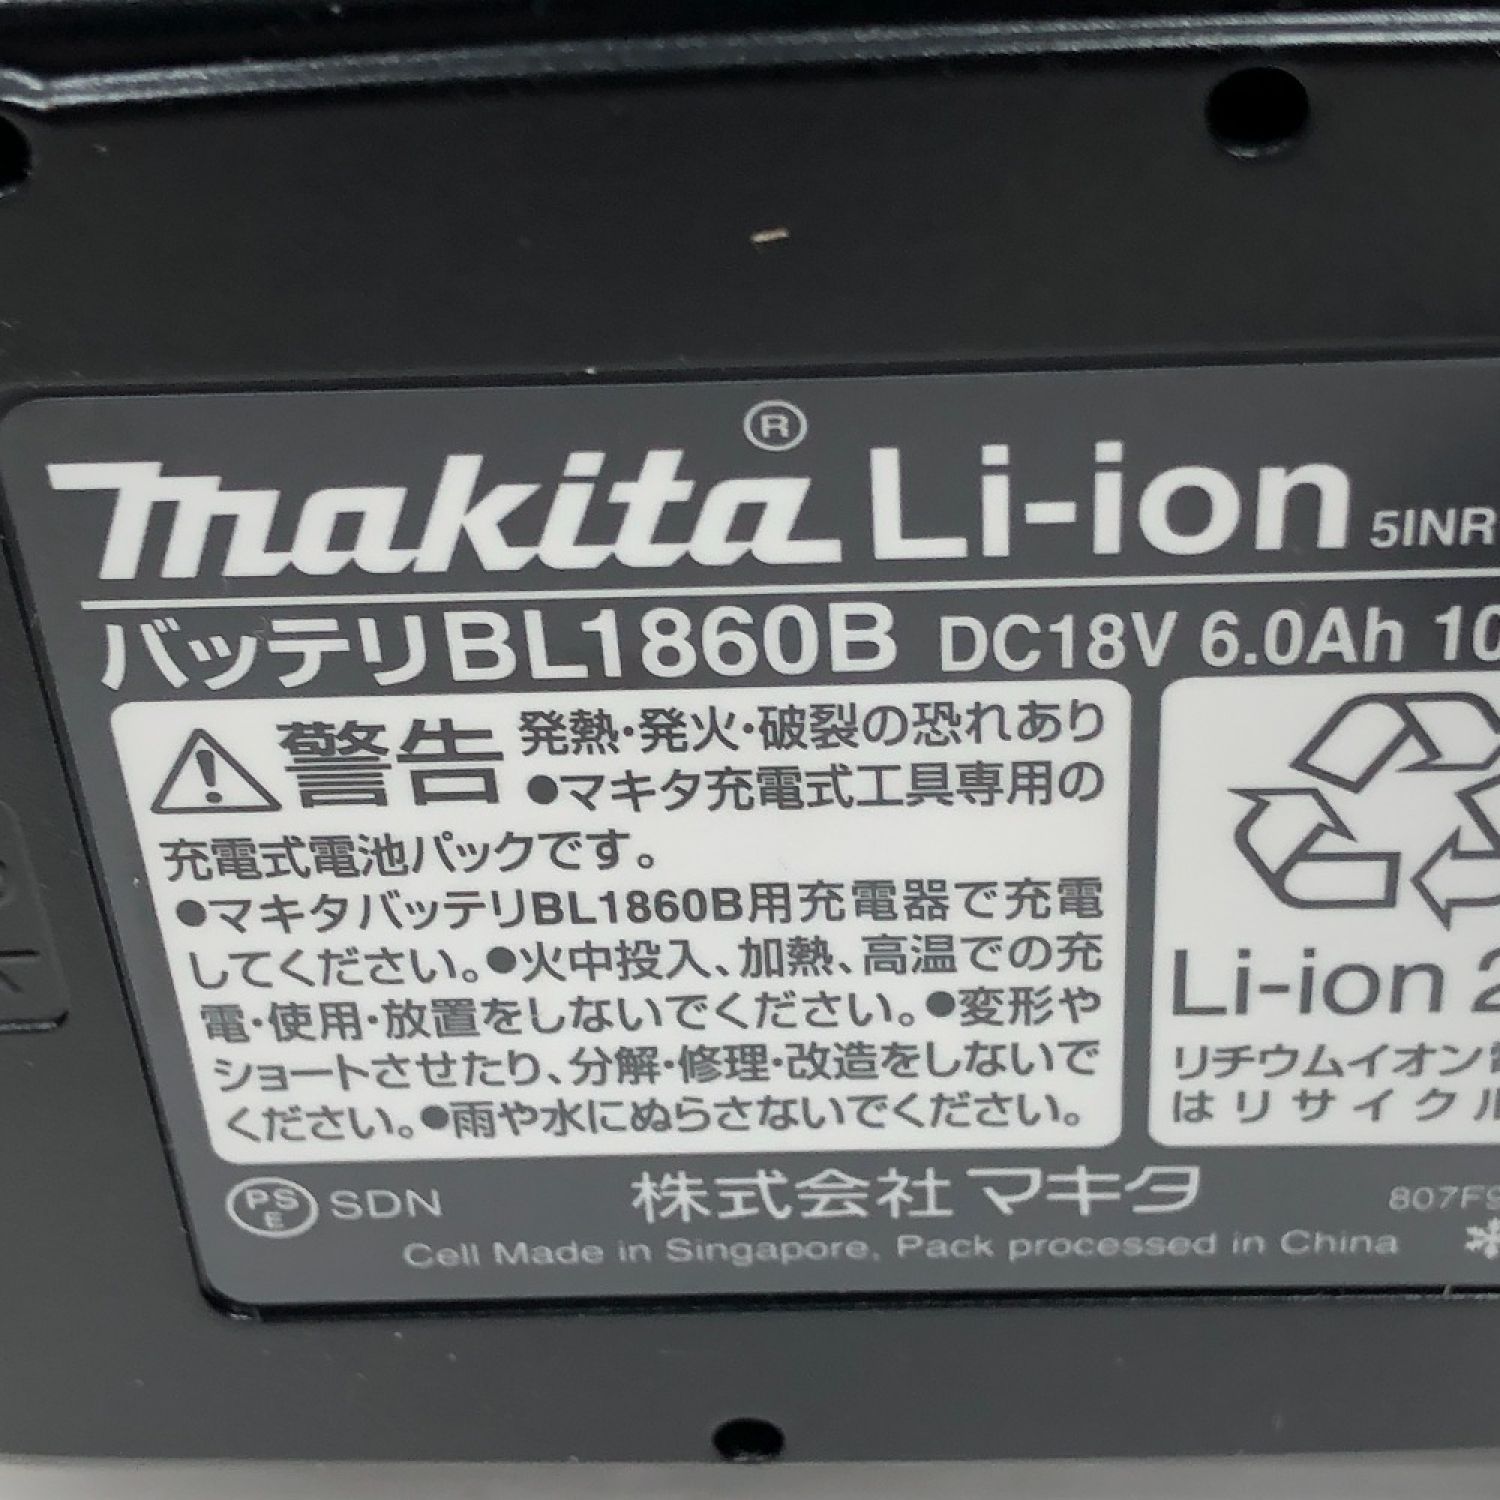 makita® Li-ion 5INR
バッテリBL1860B DC18V 6.0Ah 10
警告 発熱・発火・破裂の恐れあり
●マキタ充電式工具専用の
充電式電池パックです。
●マキタバッテリBL1860B用充電器で充電
してください。●火中投入、加熱、高温での充
電・使用・放置をしないでください。●変形や
ショートさせたり、分解・修理・改造をしないで
ください。●雨や水にぬらさないでください。
Li-ion 2
リチウムイオン電
はリサイクル
PSE SDN 株式会社マキタ 807F9
Cell Made in Singapore, Pack processed in China